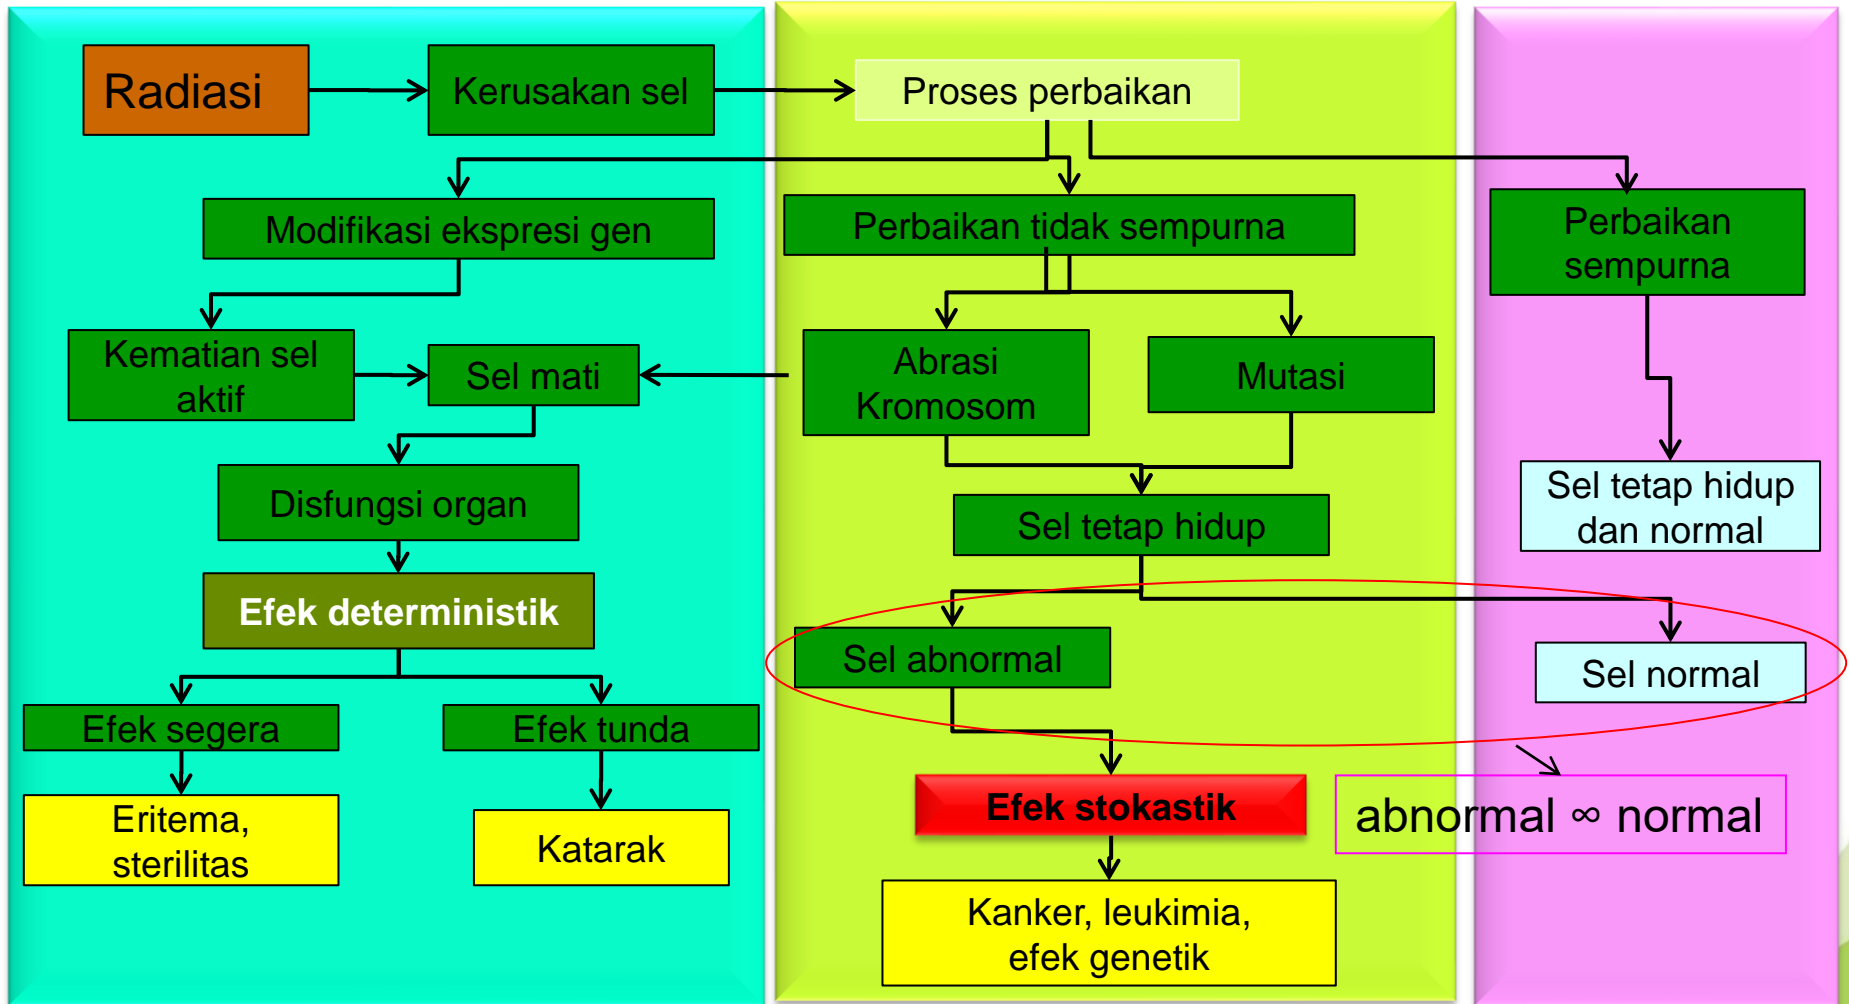 Radiasi
Kerusakan sel
Proses perbaikan
Modifikasi ekspresi gen
Perbaikan tidak sempurna
Perbaikan
sempurna
Kematian sel
aktif
Sel mati
Abrasi
Kromosom
Mutasi
Disfungsi organ
Sel tetap hidup
Sel tetap hidup
dan normal
Efek deterministik
Sel abnormal
Sel normal
Efek segera
Efek tunda
Efek stokastik
abnormal ∞ normal
Eritema,
sterilitas
Katarak
Kanker, leukimia,
efek genetik